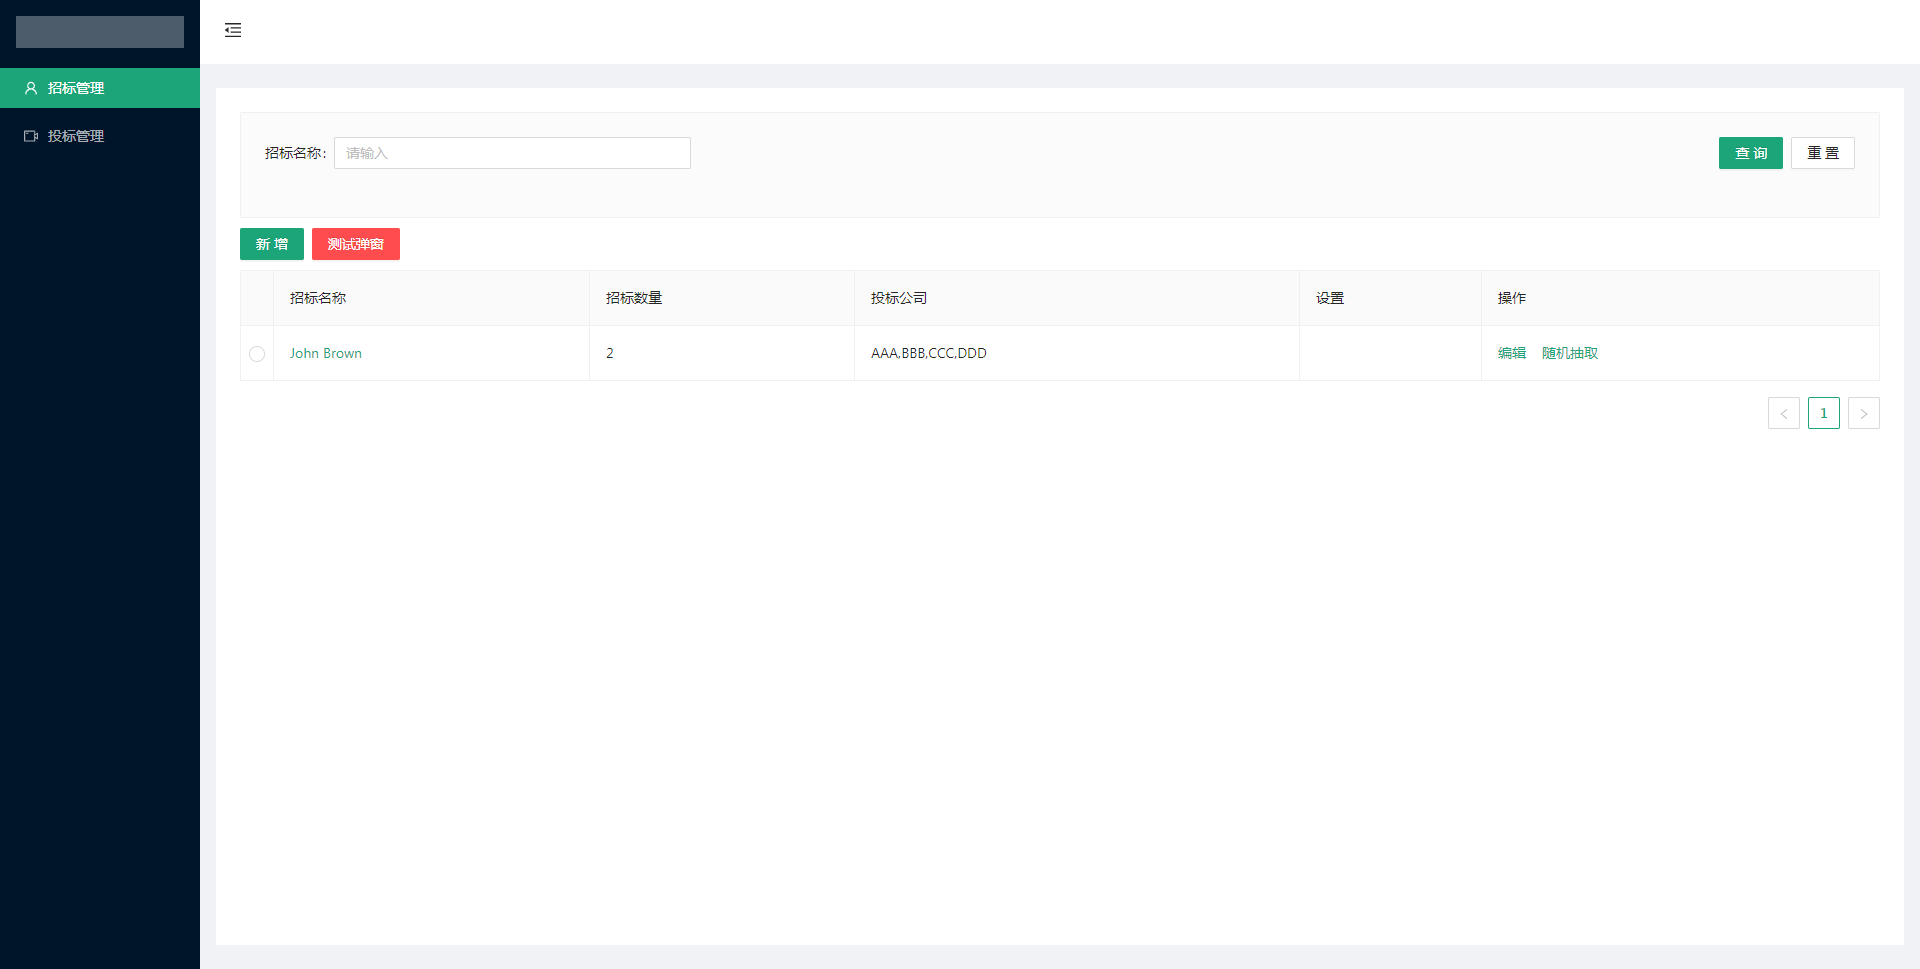 招标管理
投标管理
招标名称: 请输入 查 询 重 置
新 增 测试弹窗
招标名称 招标数量 投标公司 设置 操作
John Brown 2 AAA,BBB,CCC,DDD 编辑 随机抽取
< 1 >